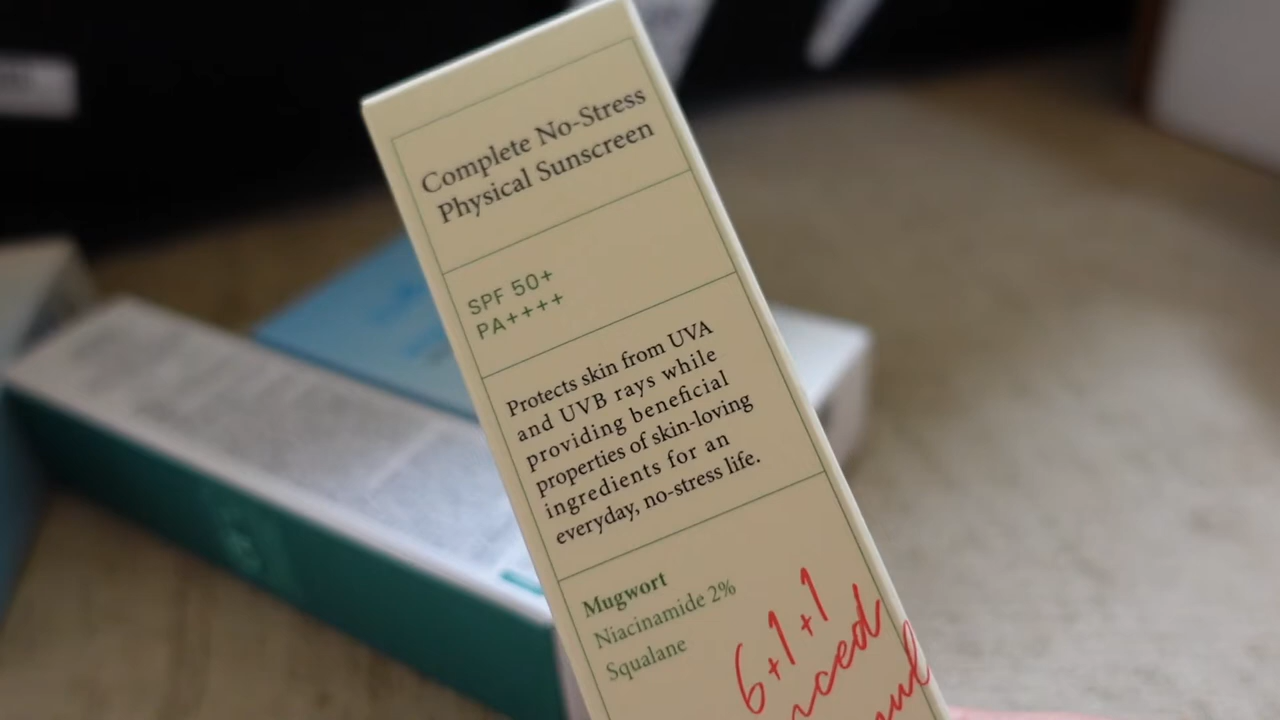 Complete No-Stress
Physical Sunscreen
SPF 50+
PA++++
Protects skin from UVA
and UVB rays while
providing beneficial
properties of skin-loving
ingredients for an
everyday, no-stress life.
Mugwort
Niacinamide 2%
Squalane
6+1+1